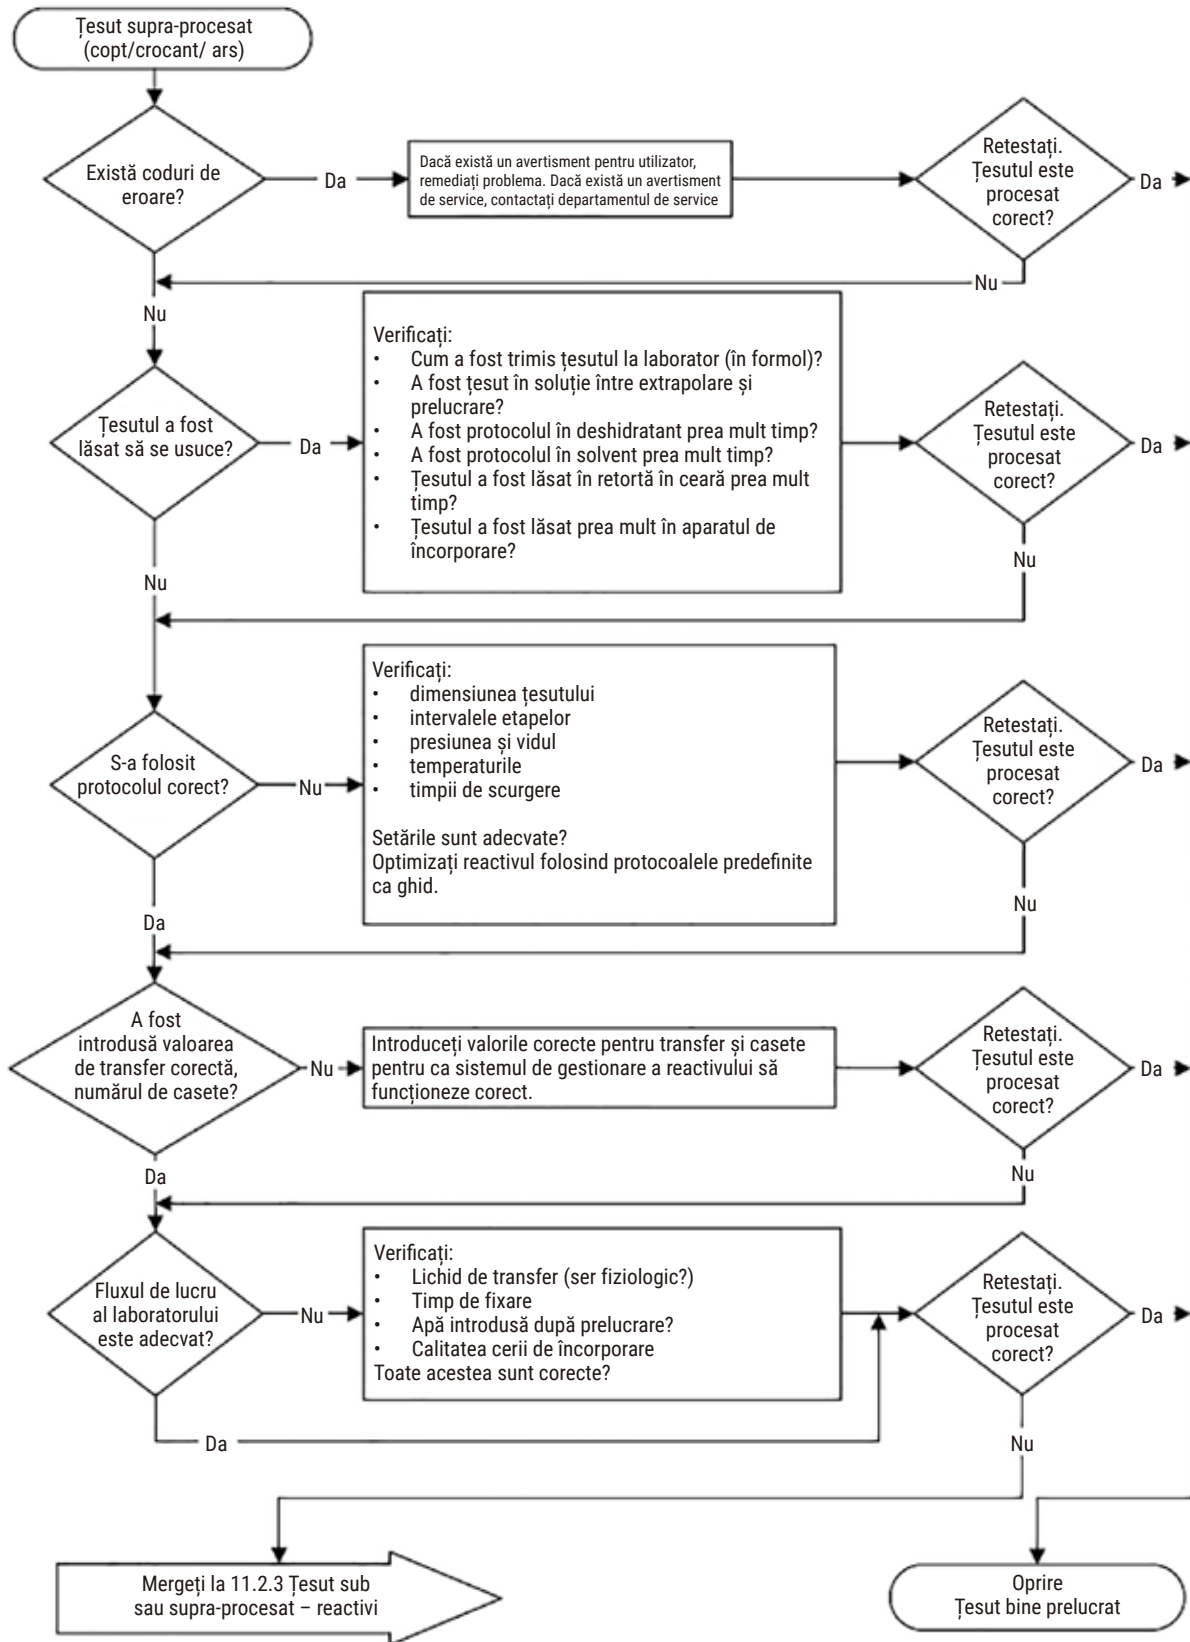 Țesut supra-procesat
(copt/crocant/ ars)
Există coduri de
eroare?
Da
Dacă există un avertisment pentru utilizator,
remediați problema. Dacă există un avertisment
de service, contactați departamentul de service
Retestați.
Țesutul este
procesat
corect?
Da
Nu
Nu
Țesutul a fost
lăsat să se usuce?
Da
Verificați:
• Cum a fost trimis țesutul la laborator (în formol)?
• A fost țesut în soluție între extrapolare și
prelucrare?
• A fost protocolul în deshidratant prea mult timp?
• A fost protocolul în solvent prea mult timp?
• Țesutul a fost lăsat în retortă în ceară prea mult
timp?
• Țesutul a fost lăsat prea mult în aparatul de
încorporare?
Retestați.
Țesutul este
procesat
corect?
Da
Nu
Nu
S-a folosit
protocolul corect?
Nu
Verificați:
• dimensiunea țesutului
• intervalele etapelor
• presiunea și vidul
• temperaturile
• timpii de scurgere
Setările sunt adecvate?
Optimizați reactivul folosind protocoalele predefinite
ca ghid.
Retestați.
Țesutul este
procesat
corect?
Da
Nu
Da
A fost
introdusă valoarea
de transfer corectă,
numărul de casete?
Nu
Introduceți valorile corecte pentru transfer și casete
pentru ca sistemul de gestionare a reactivului să
funcționeze corect.
Retestați.
Țesutul este
procesat
corect?
Da
Nu
Da
Fluxul de lucru
al laboratorului
este adecvat?
Nu
Verificați:
• Lichid de transfer (ser fiziologic?)
• Timp de fixare
• Apă introdusă după prelucrare?
• Calitatea cerii de încorporare
Toate acestea sunt corecte?
Retestați.
Țesutul este
procesat
corect?
Da
Da
Nu
Mergeți la 11.2.3 Țesut sub
sau supra-procesat – reactivi
Oprire
Țesut bine prelucrat